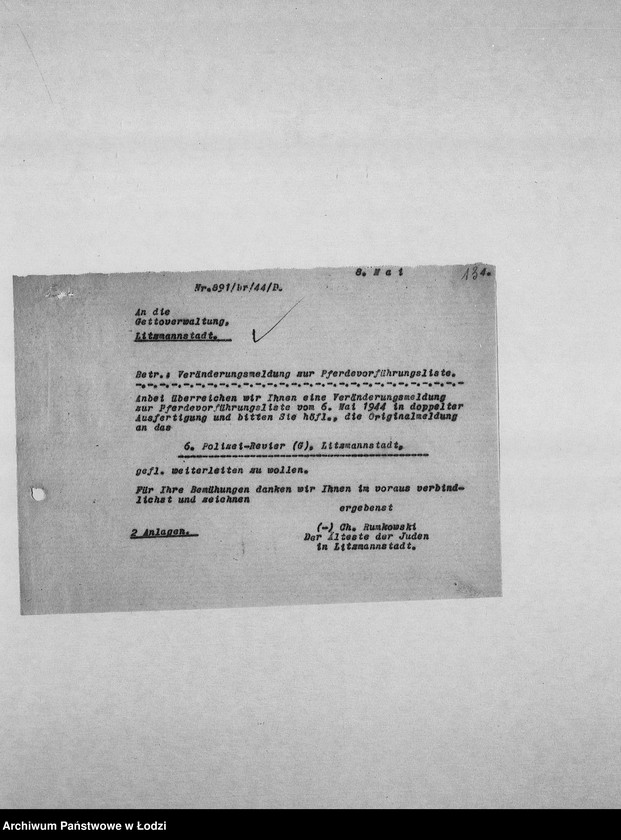 8. M a i 134.
Nr.891/br/44/D.
An die
Gettoverwaltung,
Litzmannstadt.
Betr.: Veränderungsmeldung zur Pferdevorführungsliste.
Anbei überreichen wir Ihnen eine Veränderungsmeldung
zur Pferdevorführungsliste vom 6. Mai 1944 in doppelter
Ausfertigung und bitten Sie höfl., die Originalmeldung
an das
6. Polizei-Revier (G), Litzmannstadt,
gefl. weiterleiten zu wollen.
Für Ihre Bemühungen danken wir Ihnen im voraus verbind-
lichst und zeichnen
ergebenst
2 Anlagen.
(-) Ch. Rumkowski
Der Älteste der Juden
in Litzmannstadt.
Archiwum Państwowe w Łodzi